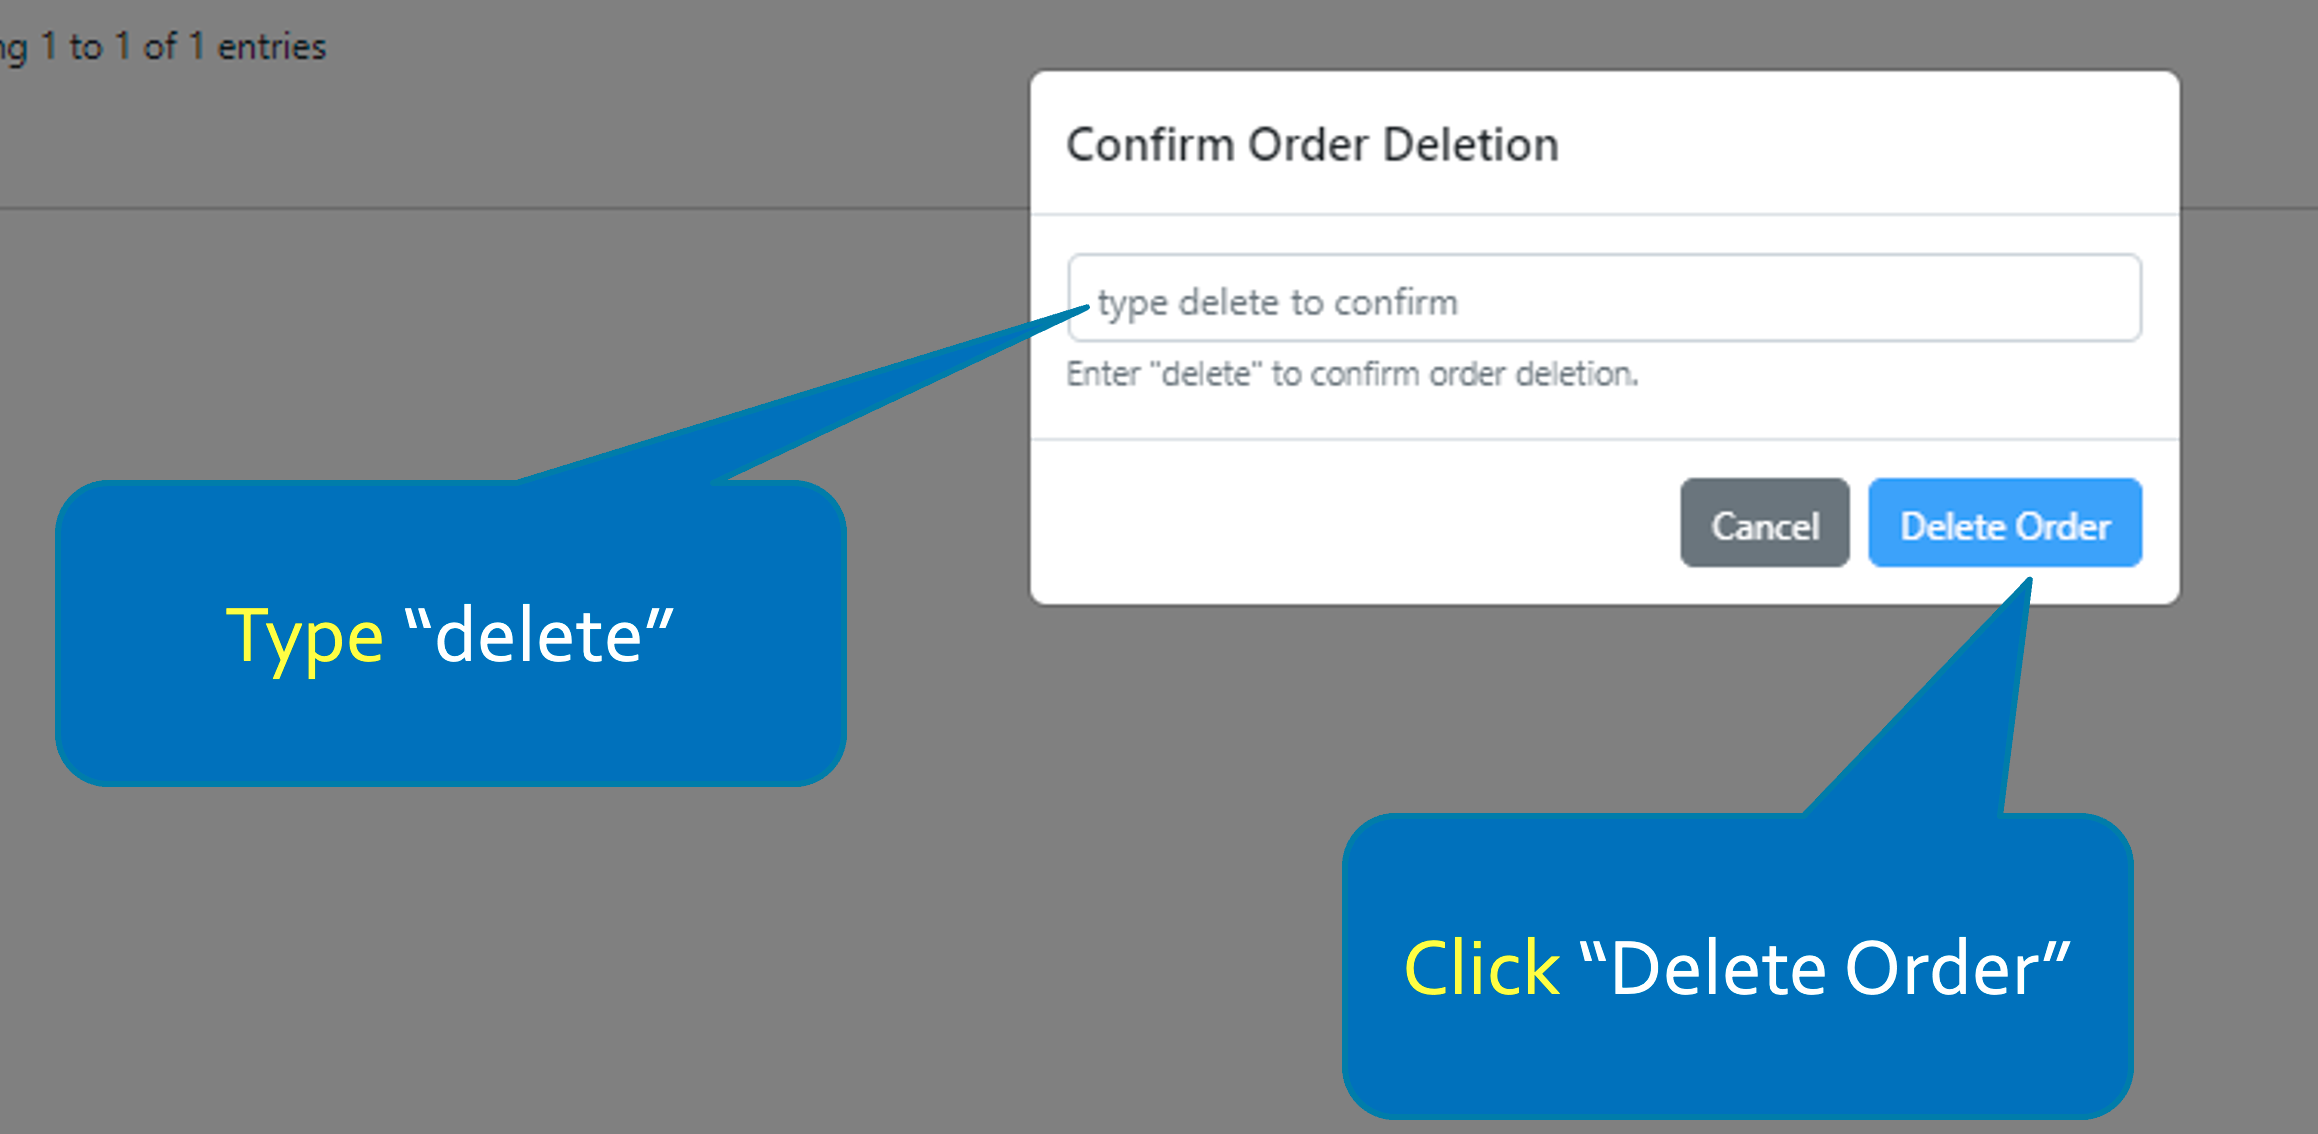 ng 1 to 1 of 1 entries
Confirm Order Deletion
type delete to confirm
Enter "delete" to confirm order deletion.
Cancel
Delete Order
Type “delete”
Click “Delete Order”